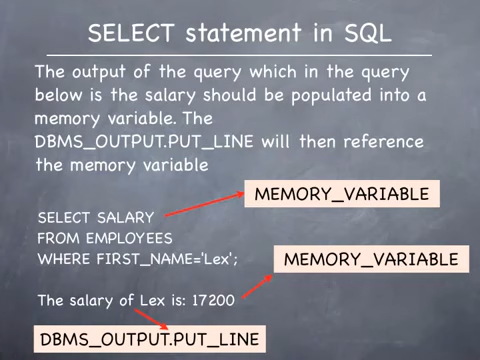 SELECT statement in SQL
The output of the query which in the query
below is the salary should be populated into a
memory variable. The
DBMS_OUTPUT.PUT_LINE will then reference
the memory variable
MEMORY_VARIABLE
SELECT SALARY
FROM EMPLOYEES
WHERE FIRST_NAME='Lex';
MEMORY_VARIABLE
The salary of Lex is: 17200
DBMS_OUTPUT.PUT_LINE